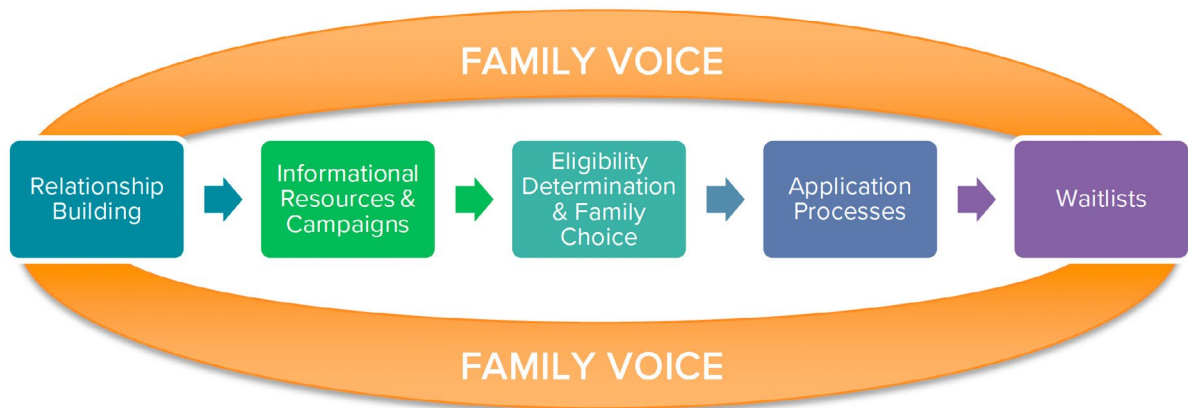 FAMILY VOICE
Relationship
Building
Informational
Resources &
Campaigns
Eligibility
Determination
& Family
Choice
Application
Processes
Waitlists
FAMILY VOICE